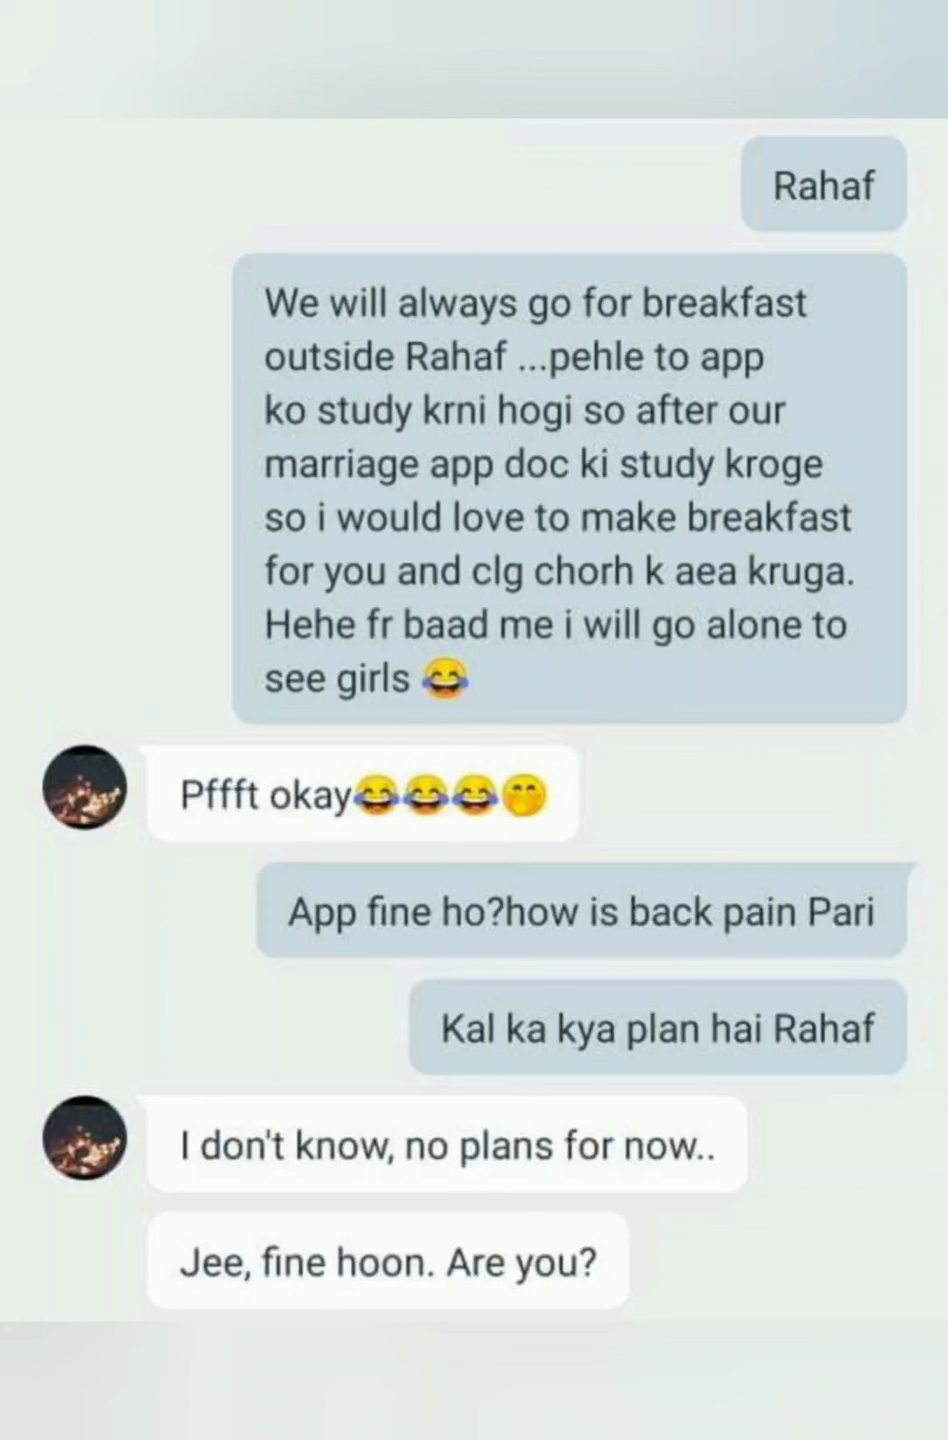 Rahaf
We will always go for breakfast
outside Rahaf ...pehle to app
ko study krni hogi so after our
marriage app doc ki study kroge
so i would love to make breakfast
for you and clg chorh k aea kruga.
Hehe fr baad me i will go alone to
see girls 😂
Pffft okay😂😂😂🤭
App fine ho?how is back pain Pari
Kal ka kya plan hai Rahaf
I don't know, no plans for now..
Jee, fine hoon. Are you?